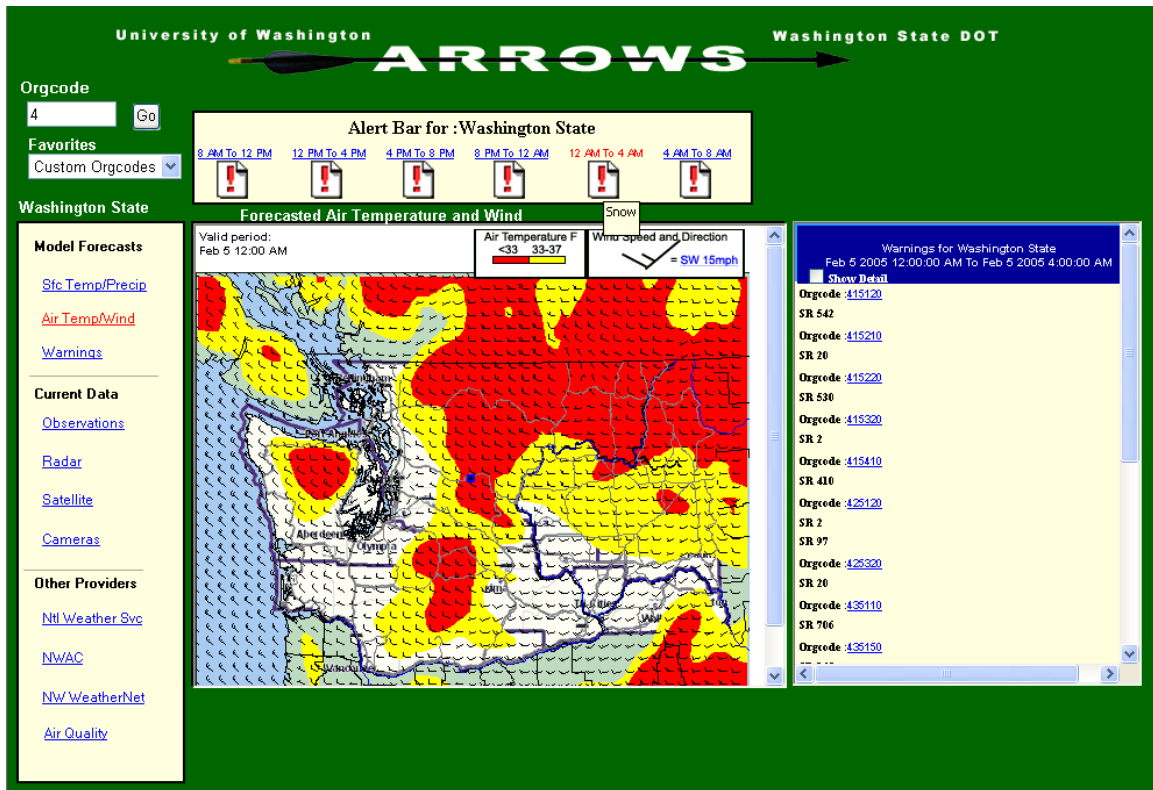 University of Washington
ARROWS
Washington State DOT
Orgcode
4
Go
Favorites
Custom Orgcodes
Washington State
Alert Bar for :Washington State
8 AM To 12 PM
12 PM To 4 PM
4 PM To 8 PM
8 PM To 12 AM
12 AM To 4 AM
4 AM To 8 AM
Snow
Model Forecasts
Sfc Temp/Precip
Air Temp/Wind
Warnings
Current Data
Observations
Radar
Satellite
Cameras
Other Providers
Ntl Weather Svc
NWAC
NW WeatherNet
Air Quality
Forecasted Air Temperature and Wind
Valid period:
Feb 5 12:00 AM
Air Temperature F
<33 33-37
Wind Speed and Direction
= SW 15mph
Aberdeen
Olympia
Vancouver
Warnings for Washington State
Feb 5 2005 12:00:00 AM To Feb 5 2005 4:00:00 AM
Show Detail
Orgcode :415120
SR 542
Orgcode :415210
SR 20
Orgcode :415220
SR 530
Orgcode :415320
SR 2
Orgcode :415410
SR 410
Orgcode :425120
SR 2
SR 97
Orgcode :425320
SR 20
Orgcode :435110
SR 706
Orgcode :435150